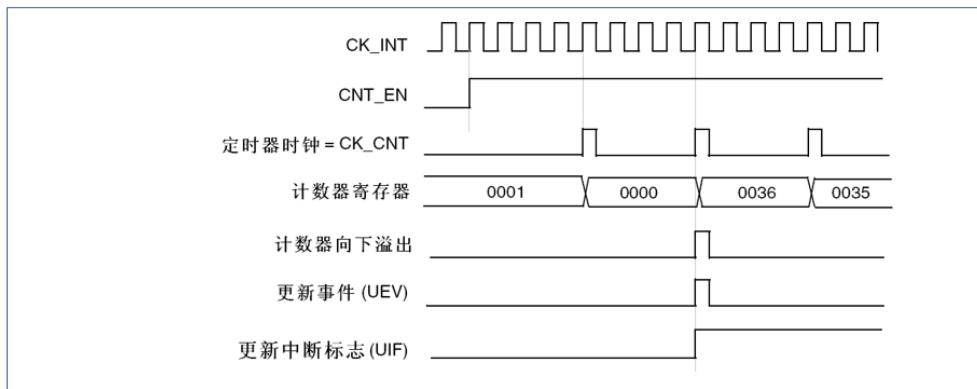 CK_INT
CNT_EN
定时器时钟 = CK_CNT
计数器寄存器 0001 0000 0036 0035
计数器向下溢出
更新事件 (UEV)
更新中断标志 (UIF)